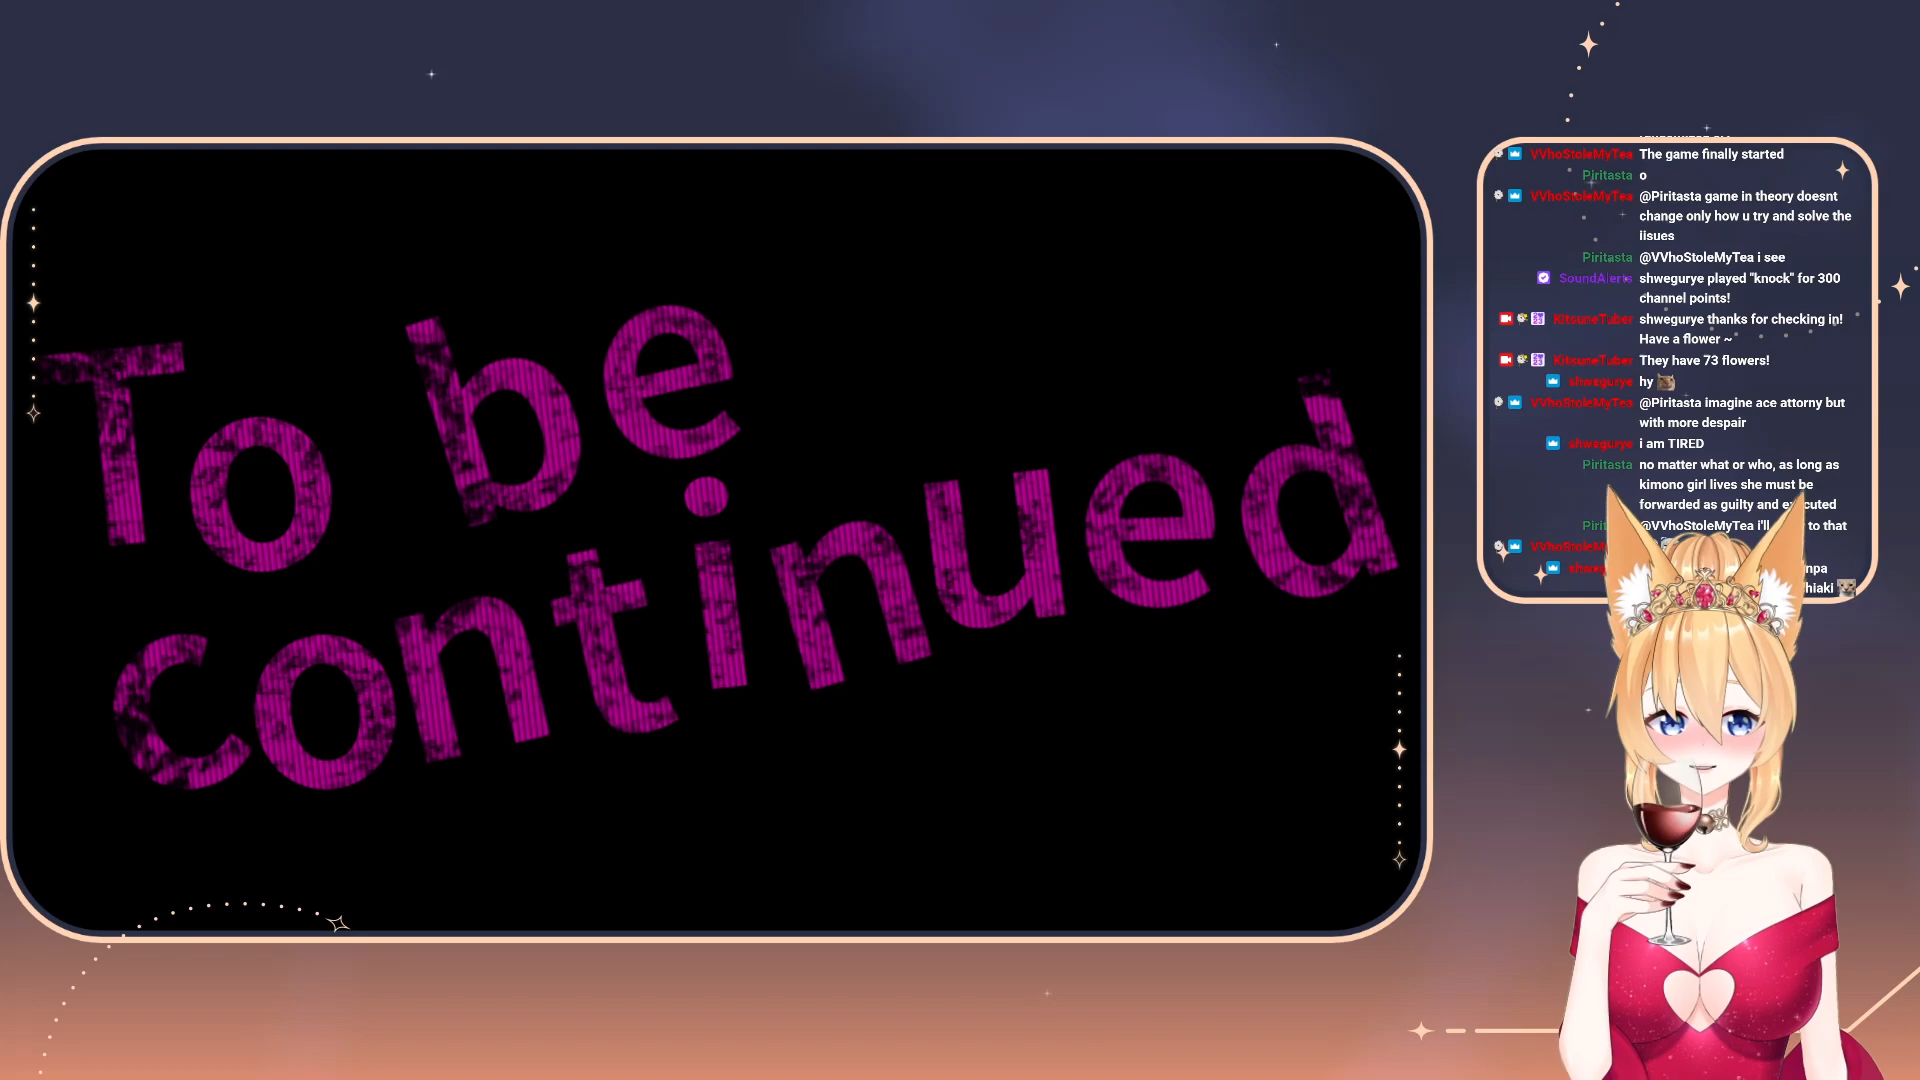 To be
continued
VVhoStoleMyTea The game finally started
Piritasta o
VVhoStoleMyTea @Piritasta game in theory doesnt
change only how u try and solve the
iisues
Piritasta @VVhoStoleMyTea i see
SoundAlerts shwegurye played "knock" for 300
channel points!
KitsuneTuber shwegurye thanks for checking in!
Have a flower ~
KitsuneTuber They have 73 flowers!
shwegurye hy
VVhoStoleMyTea @Piritasta imagine ace attorny but
with more despair
shwegurye i am TIRED
Piritasta no matter what or who, as long as
kimono girl lives she must be
forwarded as guilty and executed
@VVhoStoleMyTea i'll to that